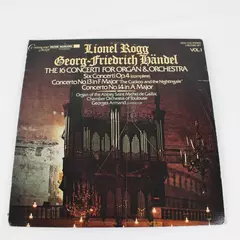 Lionel Rogg
VOL.1
Georg-Friedrich Händel
THE 16 CONCERTI FOR ORGAN & ORCHESTRA
Six Concerti Op.4 (complete)
Concerto No.13 in F Major "The Cuckoo and the Nightingale"
Concerto No.14 in A Major
Organ of the Abbey Saint-Michel de Gaillac
Chamber Orchestra of Toulouse
Georges Armand, conductor